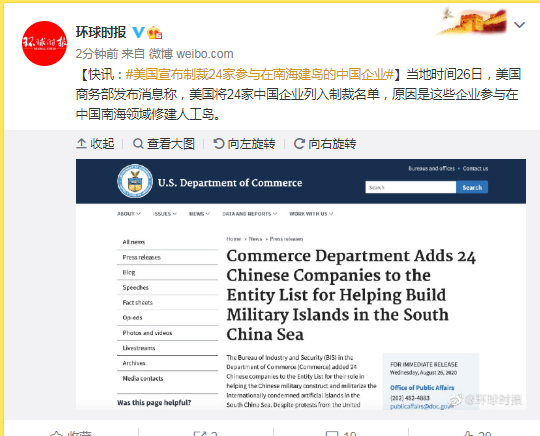 环球时报
环球时报
2分钟前 来自 微博 weibo.com
【快讯：#美国宣布制裁24家参与在南海建岛的中国企业#】当地时间26日，美国
商务部发布消息称，美国将24家中国企业列入制裁名单，原因是这些企业参与在
中国南海领域修建人工岛。
收起 查看大图 向左旋转 向右旋转
Bureaus and offices Contact us
U.S. Department of Commerce
Search Search
ABOUT ISSUES NEWS DATA AND REPORTS WORK WITH US
Home > News > Press releases
All news
Press releases
Blog
Speeches
Fact sheets
Op-eds
Photos and videos
Livestreams
Archives
Media contacts
Was this page helpful?
Commerce Department Adds 24
Chinese Companies to the
Entity List for Helping Build
Military Islands in the South
China Sea
The Bureau of Industry and Security (BIS) in the
Department of Commerce (Commerce) added 24
Chinese companies to the Entity List for their role in
helping the Chinese military construct and militarize the
internationally condemned artificial islands in the
South China Sea. Despite protests from the United
FOR IMMEDIATE RELEASE
Wednesday, August 26, 2020
Office of Public Affairs
(202) 482-4883
publicaffairs@doc.gov
@环球时报
收藏